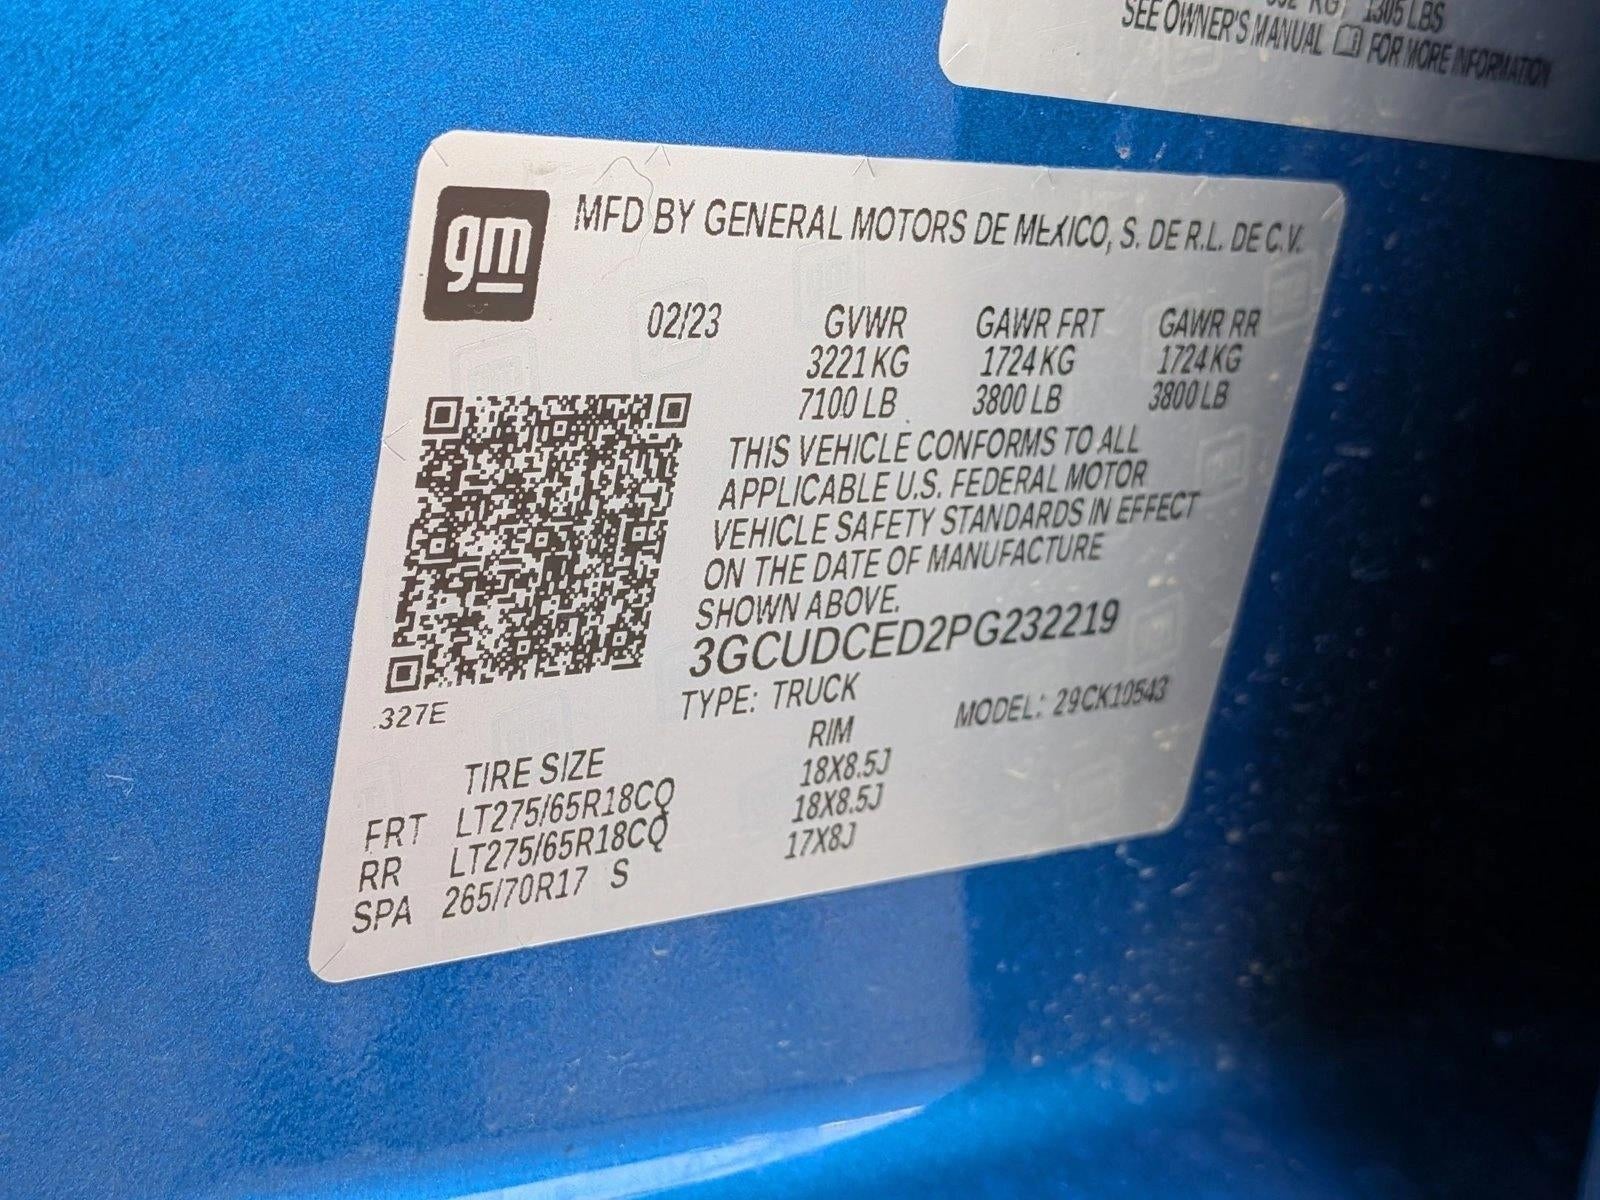 1305 LBS
SEE OWNER'S MANUAL FOR MORE INFORMATION
gm
MFD BY GENERAL MOTORS DE MEXICO, S. DE R.L. DE C.V.
02/23 GVWR GAWR FRT GAWR RR
3221 KG 1724 KG 1724 KG
7100 LB 3800 LB 3800 LB
THIS VEHICLE CONFORMS TO ALL
APPLICABLE U.S. FEDERAL MOTOR
VEHICLE SAFETY STANDARDS IN EFFECT
ON THE DATE OF MANUFACTURE
SHOWN ABOVE.
3GCUDCED2PG232219
TYPE: TRUCK MODEL: 29CK10543
327E
TIRE SIZE RIM
FRT LT275/65R18CQ 18X8.5J
RR LT275/65R18CQ 18X8.5J
SPA 265/70R17 S 17X8J